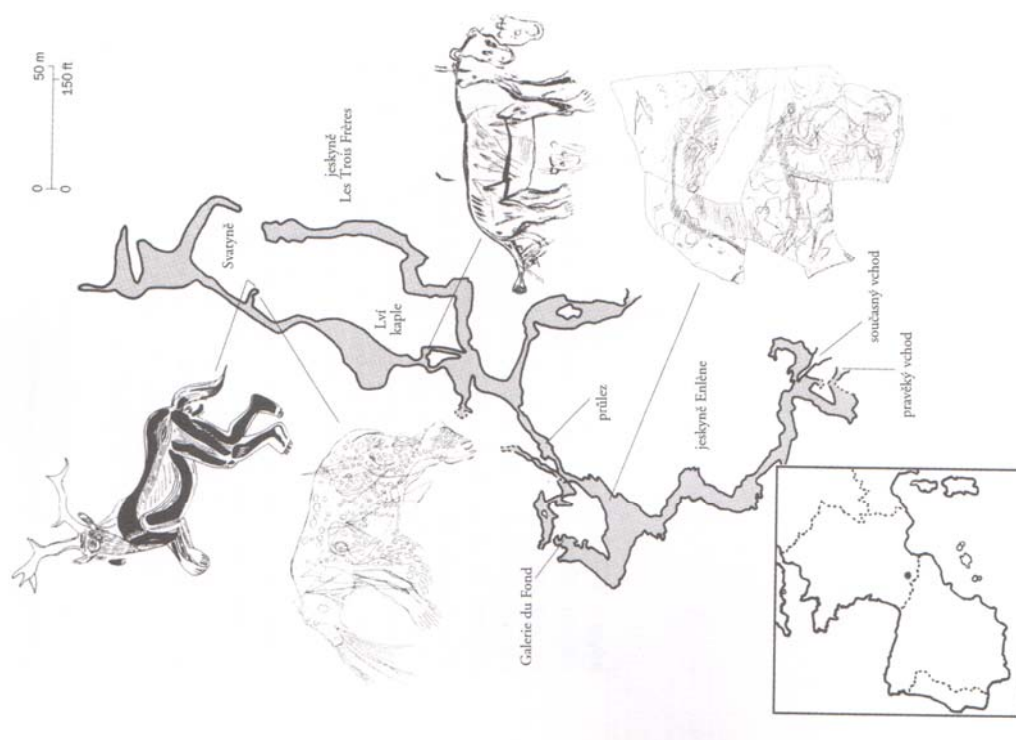 0 50 m
0 150 ft
jeskyně
Les Trois Frères
Svatyně
Lví
kaple
průlez
jeskyně Enlène
současný vchod
pravěký vchod
Galerie du Fond